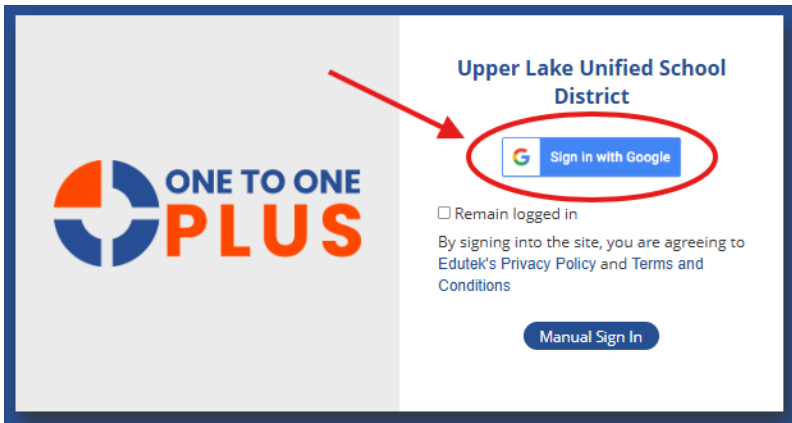 ONE TO ONE
PLUS
Upper Lake Unified School
District
G Sign in with Google
Remain logged in
By signing into the site, you are agreeing to
Edutek's Privacy Policy and Terms and
Conditions
Manual Sign In